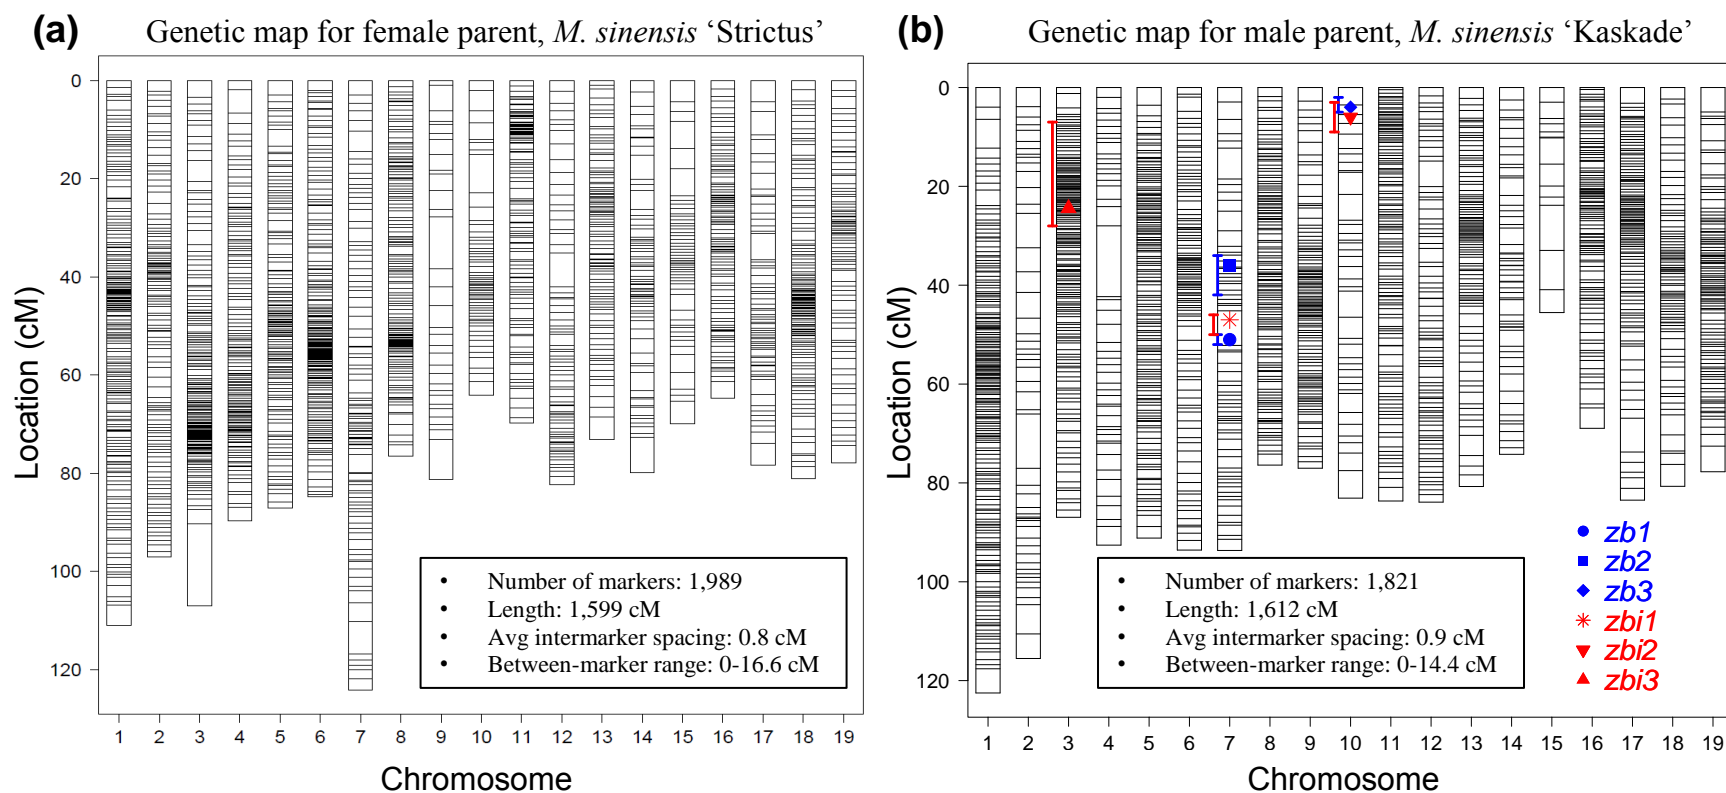 (a) Genetic map for female parent, M. sinensis ‘Strictus’
0
20
40
60
80
100
120
Location (cM)
• Number of markers: 1,989
• Length: 1,599 cM
• Avg intermarker spacing: 0.8 cM
• Between-marker range: 0-16.6 cM
1 2 3 4 5 6 7 8 9 10 11 12 13 14 15 16 17 18 19
Chromosome
(b) Genetic map for male parent, M. sinensis ‘Kaskade’
0
20
40
60
80
100
120
Location (cM)
• Number of markers: 1,821
• Length: 1,612 cM
• Avg intermarker spacing: 0.9 cM
• Between-marker range: 0-14.4 cM
zb1
zb2
zb3
zbi1
zbi2
zbi3
1 2 3 4 5 6 7 8 9 10 11 12 13 14 15 16 17 18 19
Chromosome